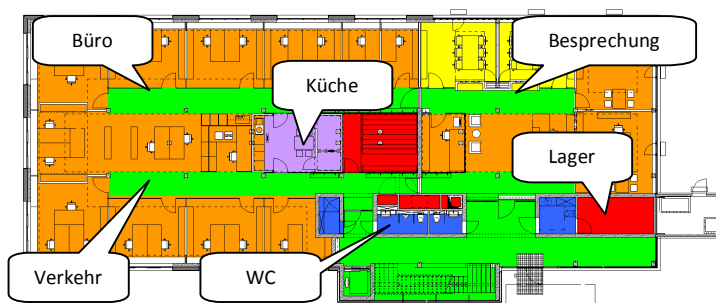 Büro
Besprechung
Küche
Lager
Verkehr
WC